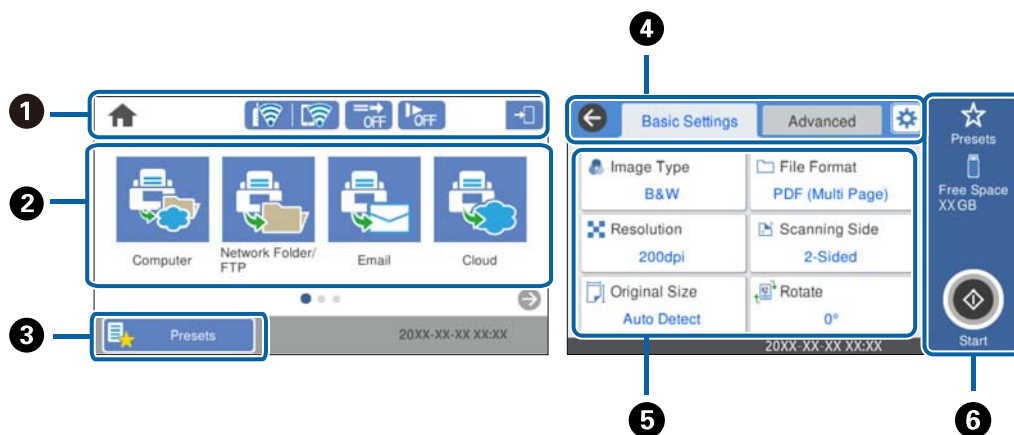 4
1
OFF
OFF
2
Computer
Network Folder/
FTP
Email
Cloud
3
Presets
20XX-XX-XX XX:XX
Basic Settings
Advanced
Image Type
B&W
File Format
PDF (Multi Page)
Resolution
200dpi
Scanning Side
2-Sided
Original Size
Auto Detect
Rotate
0°
20XX-XX-XX XX:XX
Presets
Free Space
XXGB
Start
5
6